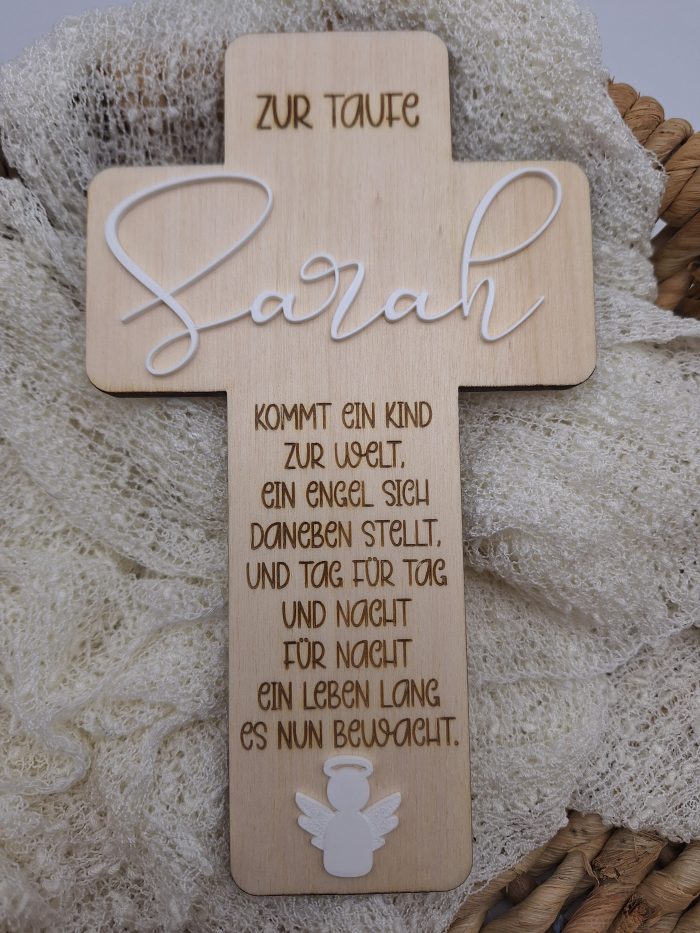 ZUR TAUFE
Sarah
KOMMT EIN KIND
ZUR WELT,
EIN ENGEL SICH
DANEBEN STELLT,
UND TAG FÜR TAG
UND NACHT
FÜR NACHT
EIN LEBEN LANG
ES NUN BEWACHT.